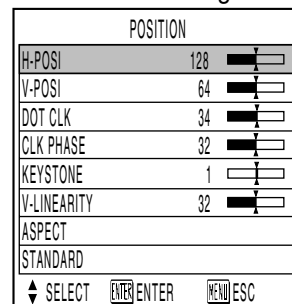 POSITION
H-POSI 128
V-POSI 64
DOT CLK 34
CLK PHASE 32
KEYSTONE 1
V-LINEARITY 32
ASPECT
STANDARD
SELECT ENTER ENTER MENU ESC